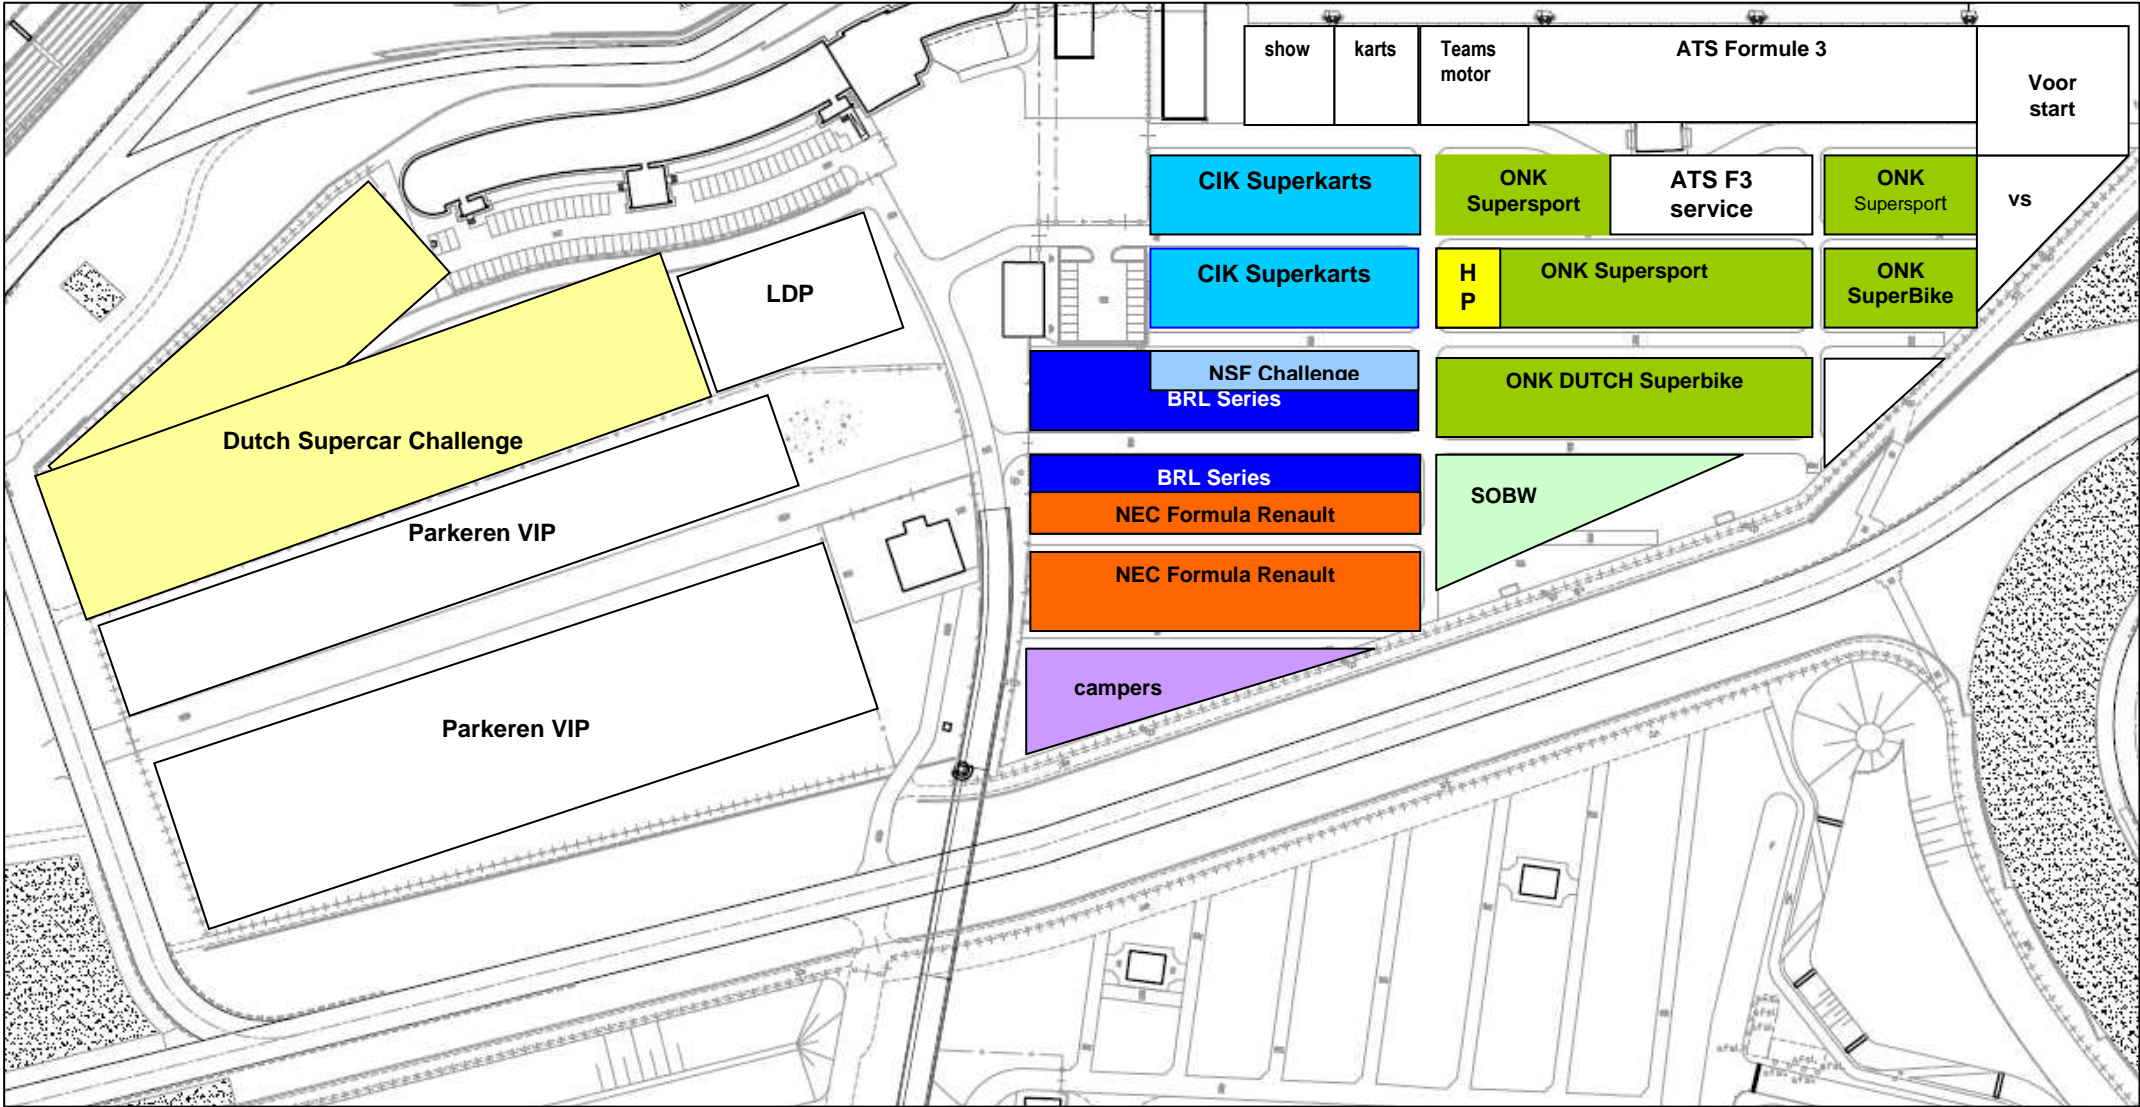 show
karts
Teams
motor
ATS Formule 3
Voor
start
CIK Superkarts
ONK
Supersport
ATS F3
service
ONK
Supersport
vs
CIK Superkarts
H
P
ONK Supersport
ONK
SuperBike
LDP
NSF Challenge
BRL Series
ONK DUTCH Superbike
Dutch Supercar Challenge
BRL Series
SOBW
NEC Formula Renault
Parkeren VIP
NEC Formula Renault
campers
Parkeren VIP